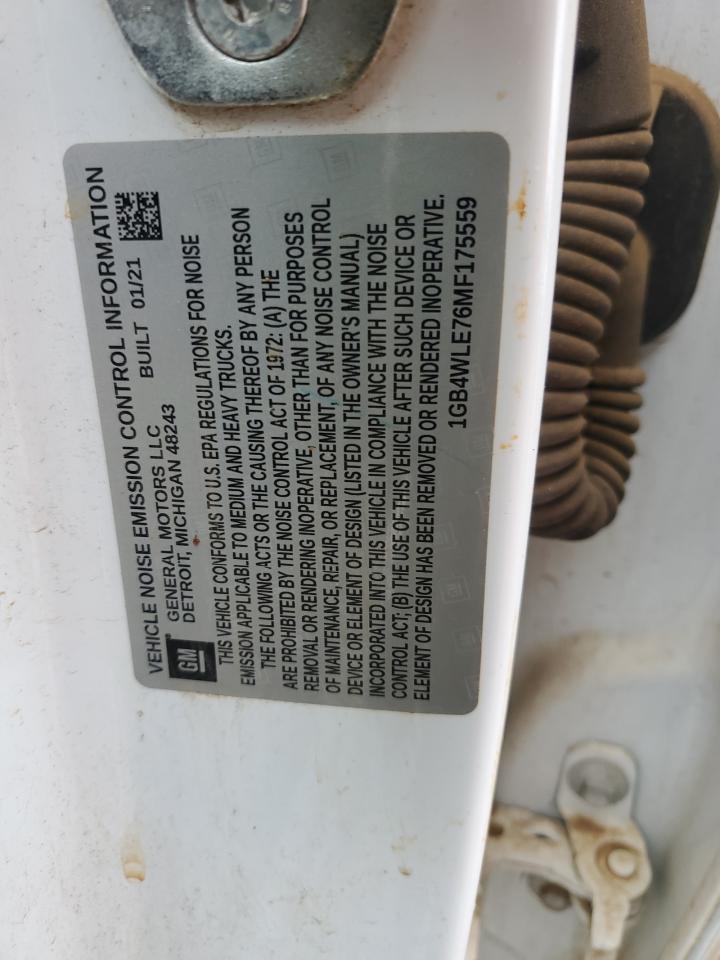 VEHICLE NOISE EMISSION CONTROL INFORMATION
GM
GENERAL MOTORS LLC
DETROIT, MICHIGAN 48243
BUILT 01/21
THIS VEHICLE CONFORMS TO U.S. EPA REGULATIONS FOR NOISE
EMISSION APPLICABLE TO MEDIUM AND HEAVY TRUCKS.
THE FOLLOWING ACTS OR THE CAUSING THEREOF BY ANY PERSON
ARE PROHIBITED BY THE NOISE CONTROL ACT OF 1972: (A) THE
REMOVAL OR RENDERING INOPERATIVE, OTHER THAN FOR PURPOSES
OF MAINTENANCE, REPAIR, OR REPLACEMENT, OF ANY NOISE CONTROL
DEVICE OR ELEMENT OF DESIGN (LISTED IN THE OWNER'S MANUAL)
INCORPORATED INTO THIS VEHICLE IN COMPLIANCE WITH THE NOISE
CONTROL ACT; (B) THE USE OF THIS VEHICLE AFTER SUCH DEVICE OR
ELEMENT OF DESIGN HAS BEEN REMOVED OR RENDERED INOPERATIVE.
1GB4WLE76MF175559